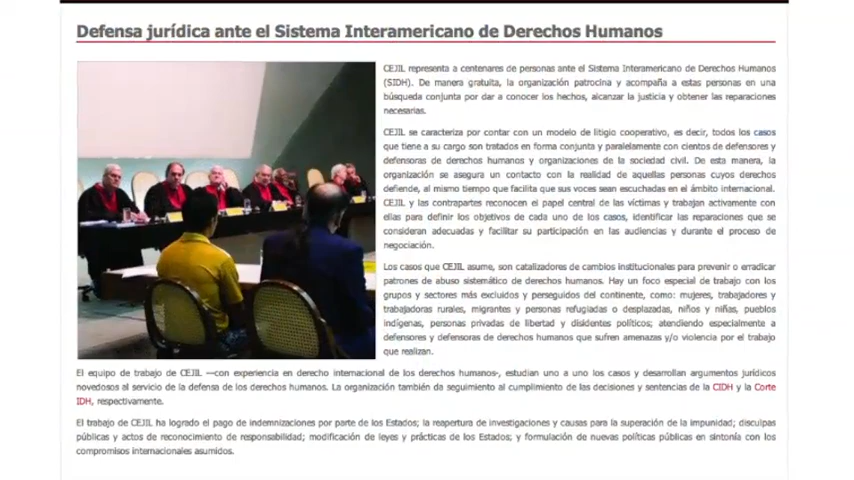 Defensa jurídica ante el Sistema Interamericano de Derechos Humanos
CEJIL representa a centenares de personas ante el Sistema Interamericano de Derechos Humanos
(SIDH). De manera gratuita, la organización patrocina y acompaña a estas personas en una
búsqueda conjunta por dar a conocer los hechos, alcanzar la justicia y obtener las reparaciones
necesarias.
CEJIL se caracteriza por contar con un modelo de litigio cooperativo, es decir, todos los casos
que tiene a su cargo son tratados en forma conjunta y paralelamente con cientos de defensores y
defensoras de derechos humanos y organizaciones de la sociedad civil. De esta manera, la
organización se asegura un contacto con la realidad de aquellas personas cuyos derechos
defiende, al mismo tiempo que facilita que sus voces sean escuchadas en el ámbito internacional.
CEJIL y las contrapartes reconocen el papel central de las víctimas y trabajan activamente con
ellas para definir los objetivos de cada uno de los casos, identificar las reparaciones que se
consideran adecuadas y facilitar su participación en las audiencias y durante el proceso de
negociación.
Los casos que CEJIL asume, son catalizadores de cambios institucionales para prevenir o erradicar
patrones de abuso sistemático de derechos humanos. Hay un foco especial de trabajo con los
grupos y sectores más excluidos y perseguidos del continente, como: mujeres, trabajadores y
trabajadoras rurales, migrantes y personas refugiadas o desplazadas, niños y niñas, pueblos
indígenas, personas privadas de libertad y disidentes políticos; atendiendo especialmente a
defensores y defensoras de derechos humanos que sufren amenazas y/o violencia por el trabajo
que realizan.
El equipo de trabajo de CEJIL —con experiencia en derecho internacional de los derechos humanos-, estudian uno a uno los casos y desarrollan argumentos jurídicos
novedosos al servicio de la defensa de los derechos humanos. La organización también da seguimiento al cumplimiento de las decisiones y sentencias de la CIDH y la Corte
IDH, respectivamente.
El trabajo de CEJIL ha logrado el pago de indemnizaciones por parte de los Estados; la reapertura de investigaciones y causas para la superación de la impunidad; disculpas
públicas y actos de reconocimiento de responsabilidad; modificación de leyes y prácticas de los Estados; y formulación de nuevas políticas públicas en sintonía con los
compromisos internacionales asumidos.